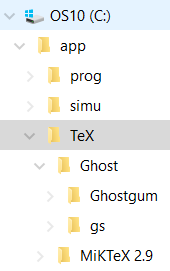 OS10 (C:)
app
prog
simu
TeX
Ghost
Ghostgum
gs
MiKTeX 2.9